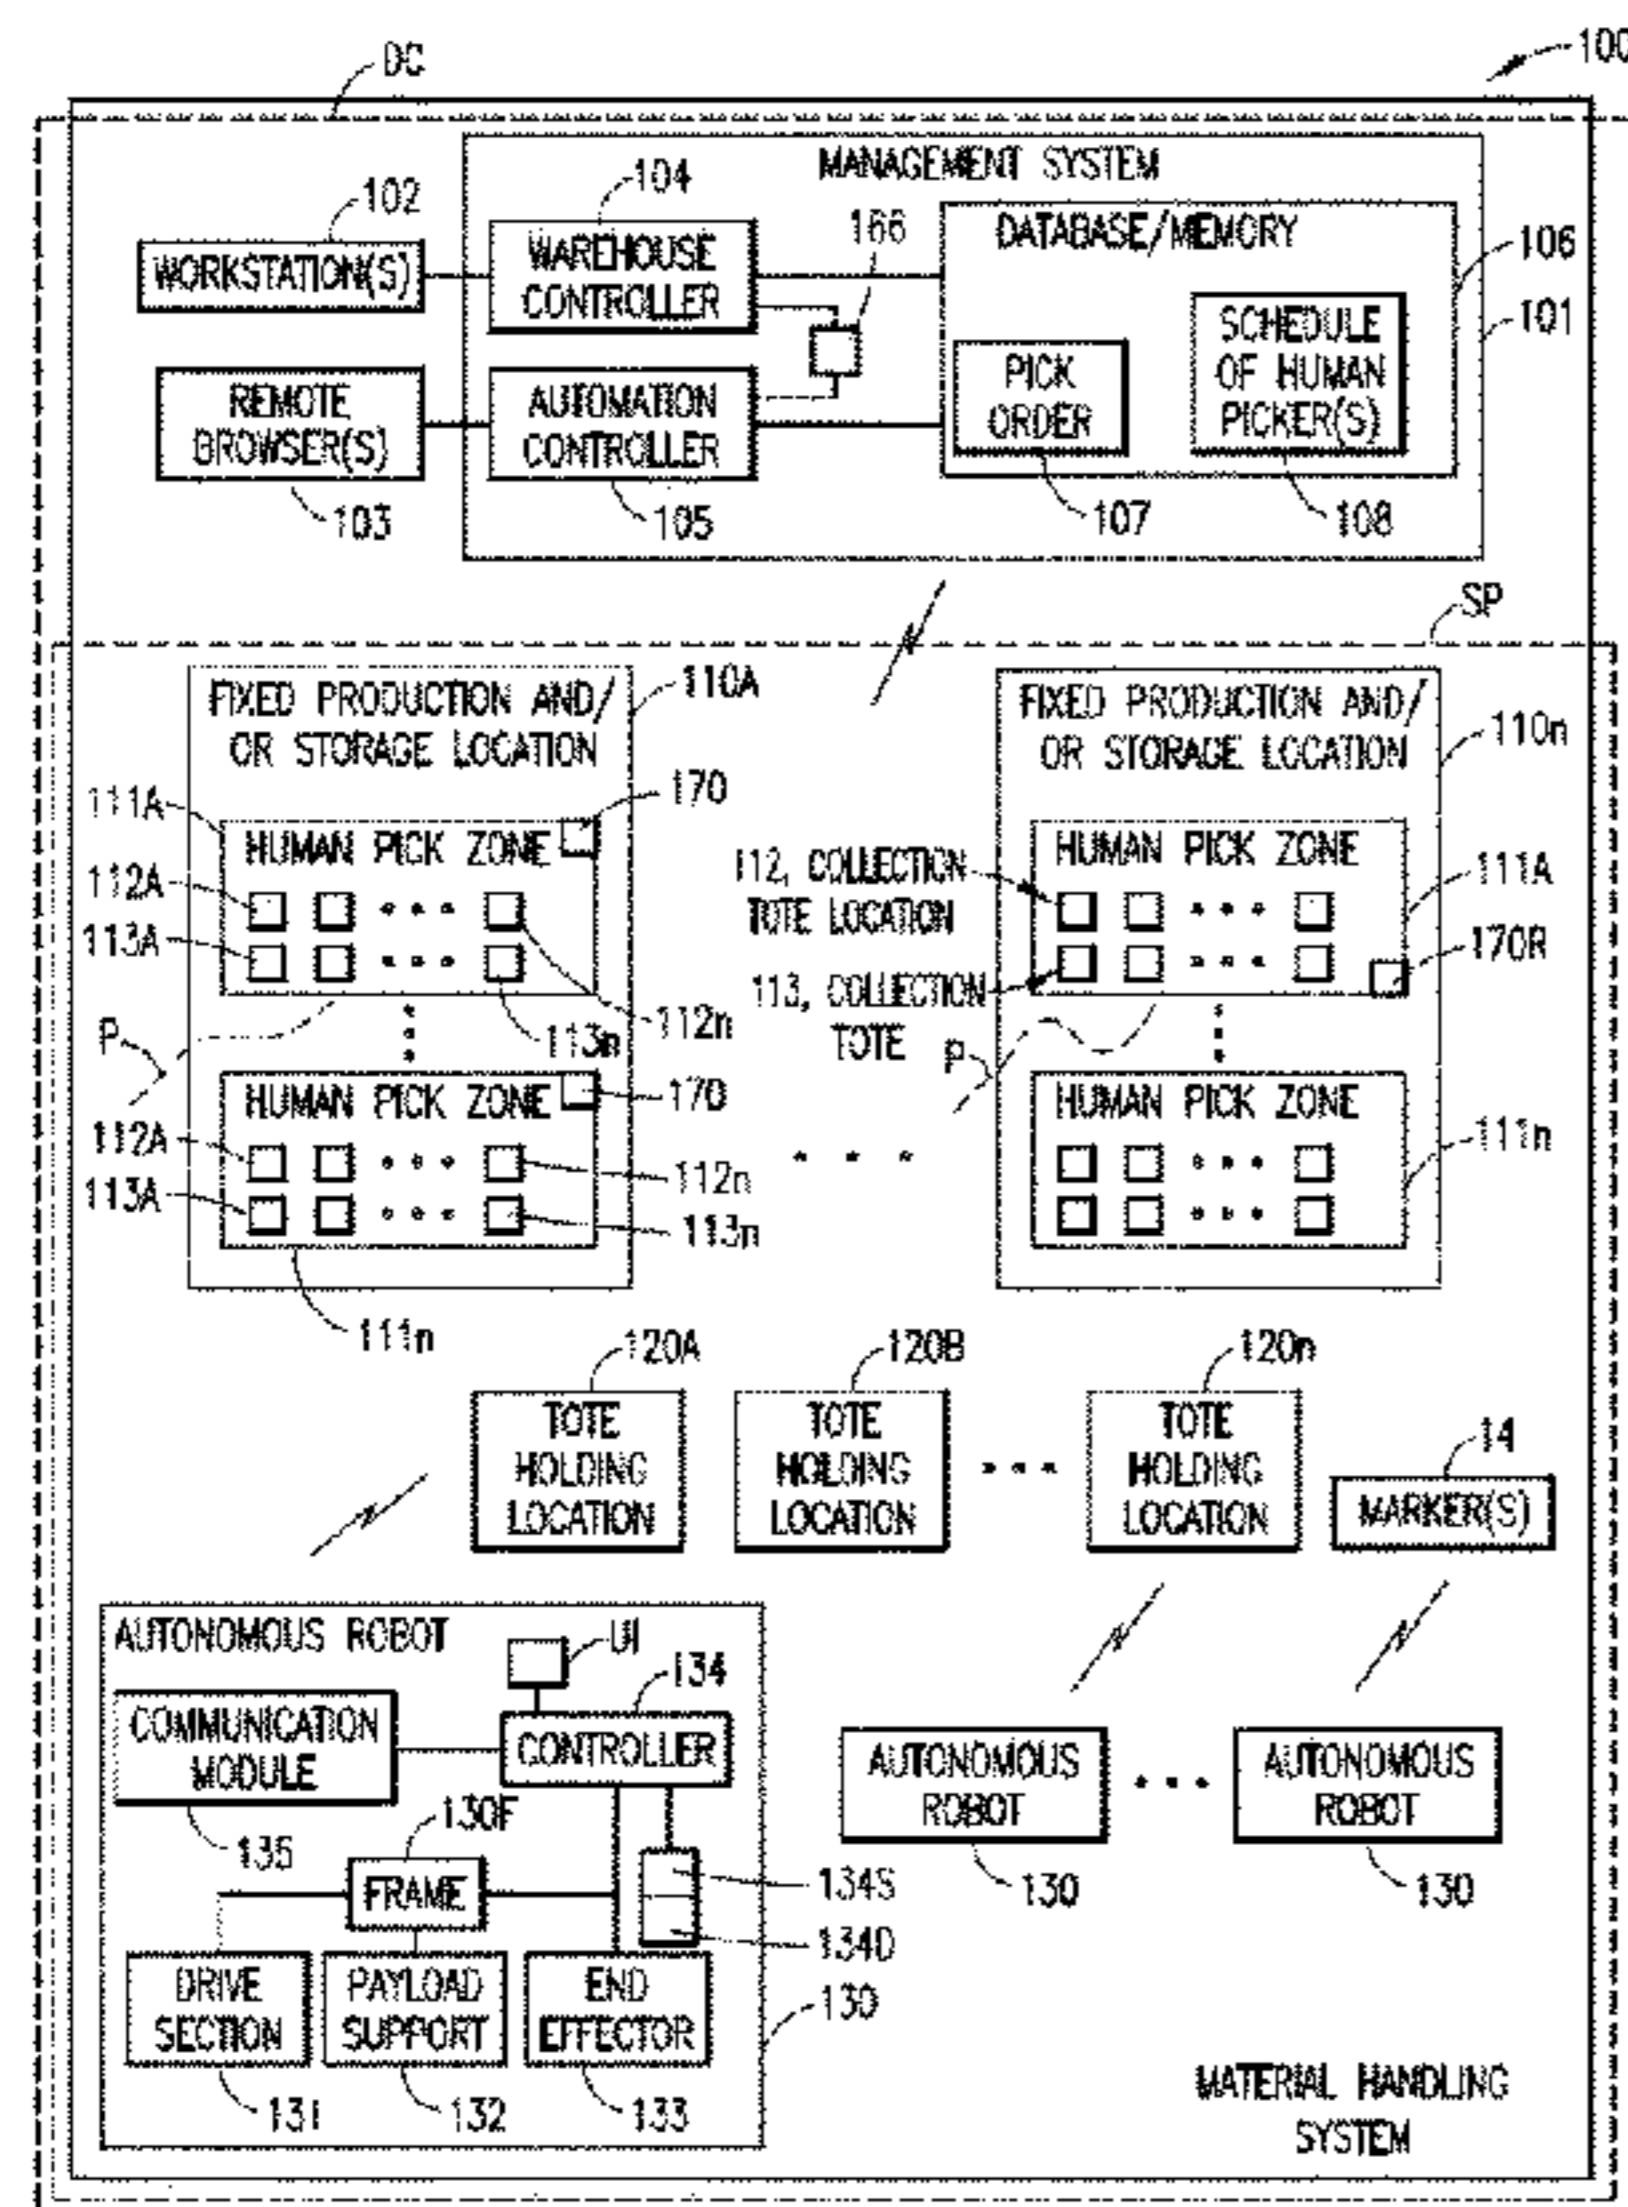 DC
100
MANAGEMENT SYSTEM
102
104
166
WORKSTATION(S)
WAREHOUSE
CONTROLLER
DATABASE/MEMORY
106
101
REMOTE
BROWSER(S)
AUTOMATION
CONTROLLER
PICK
ORDER
SCHEDULE
OF HUMAN
PICKER(S)
103
105
107
108
SP
FIXED PRODUCTION AND/
OR STORAGE LOCATION
110A
FIXED PRODUCTION AND/
OR STORAGE LOCATION
110n
111A
170
HUMAN PICK ZONE
112A
113A
112n
113n
P
112, COLLECTION
TOTE LOCATION
113, COLLECTION
TOTE
P
HUMAN PICK ZONE
111A
170R
HUMAN PICK ZONE
170
112A
113A
112n
113n
111n
HUMAN PICK ZONE
111n
120A
TOTE
HOLDING
LOCATION
120B
TOTE
HOLDING
LOCATION
120n
TOTE
HOLDING
LOCATION
14
MARKER(S)
AUTONOMOUS ROBOT
UI
134
COMMUNICATION
MODULE
CONTROLLER
135
130F
FRAME
134S
134D
DRIVE
SECTION
PAYLOAD
SUPPORT
END
EFFECTOR
130
131
132
133
AUTONOMOUS
ROBOT
130
AUTONOMOUS
ROBOT
130
MATERIAL HANDLING
SYSTEM